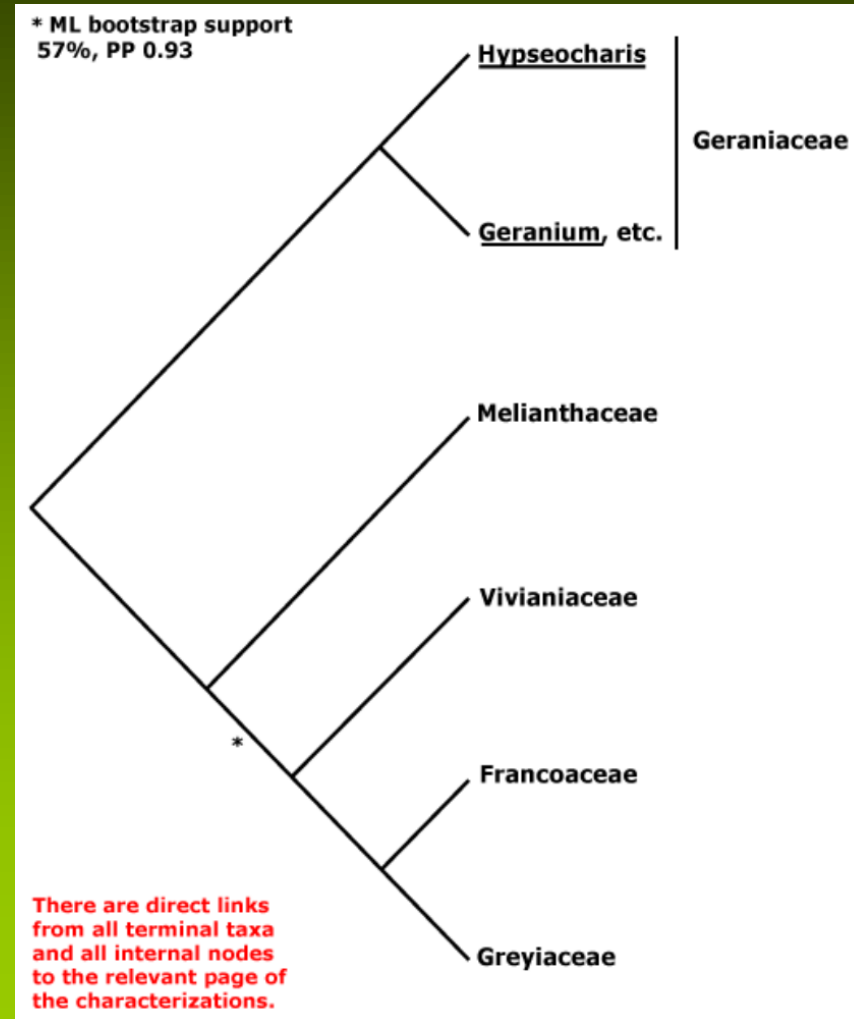 * ML bootstrap support
57%, PP 0.93
Hypseocharis
Geraniaceae
Geranium, etc.
Melianthaceae
Vivianiaceae
*
Francoaceae
There are direct links
from all terminal taxa
and all internal nodes
to the relevant page of
the characterizations.
Greyiaceae